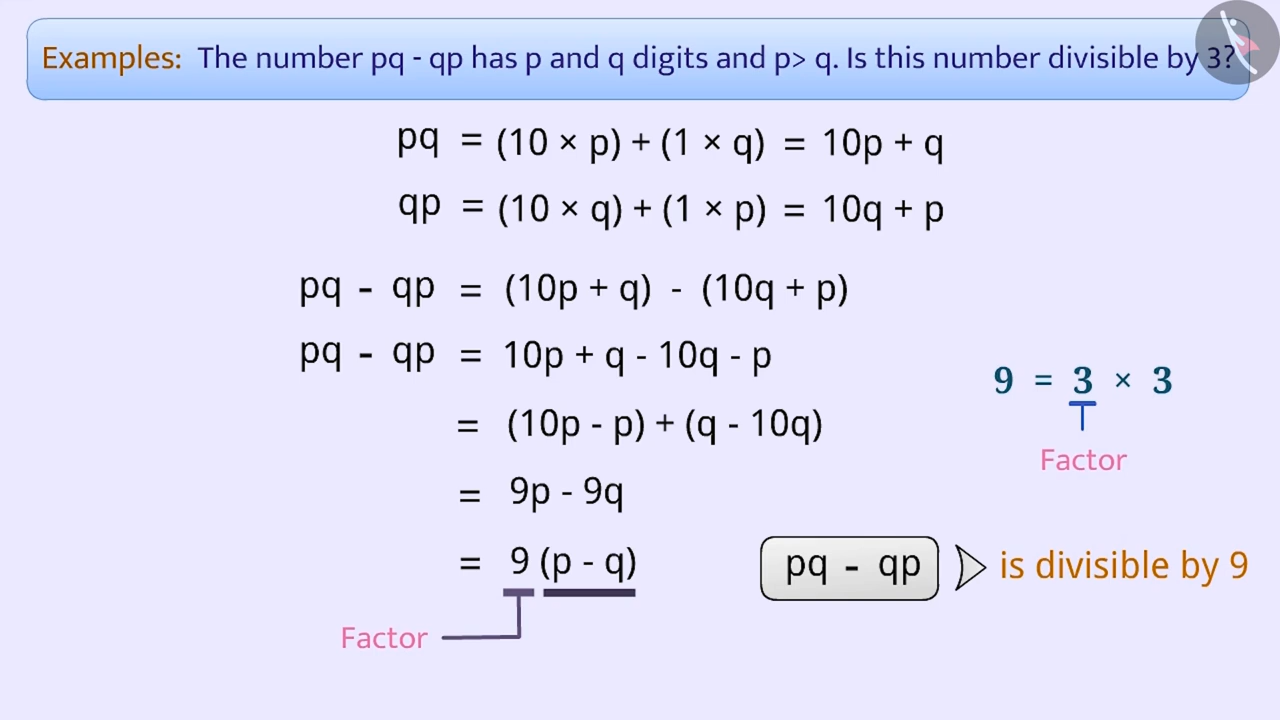 Examples: The number pq - qp has p and q digits and p> q. Is this number divisible by 3?
pq = (10 × p) + (1 × q) = 10p + q
qp = (10 × q) + (1 × p) = 10q + p
pq - qp = (10p + q) - (10q + p)
pq - qp = 10p + q - 10q - p
= (10p - p) + (q - 10q)
= 9p - 9q
= 9 (p - q)
Factor
9 = 3 × 3
Factor
pq - qp is divisible by 9